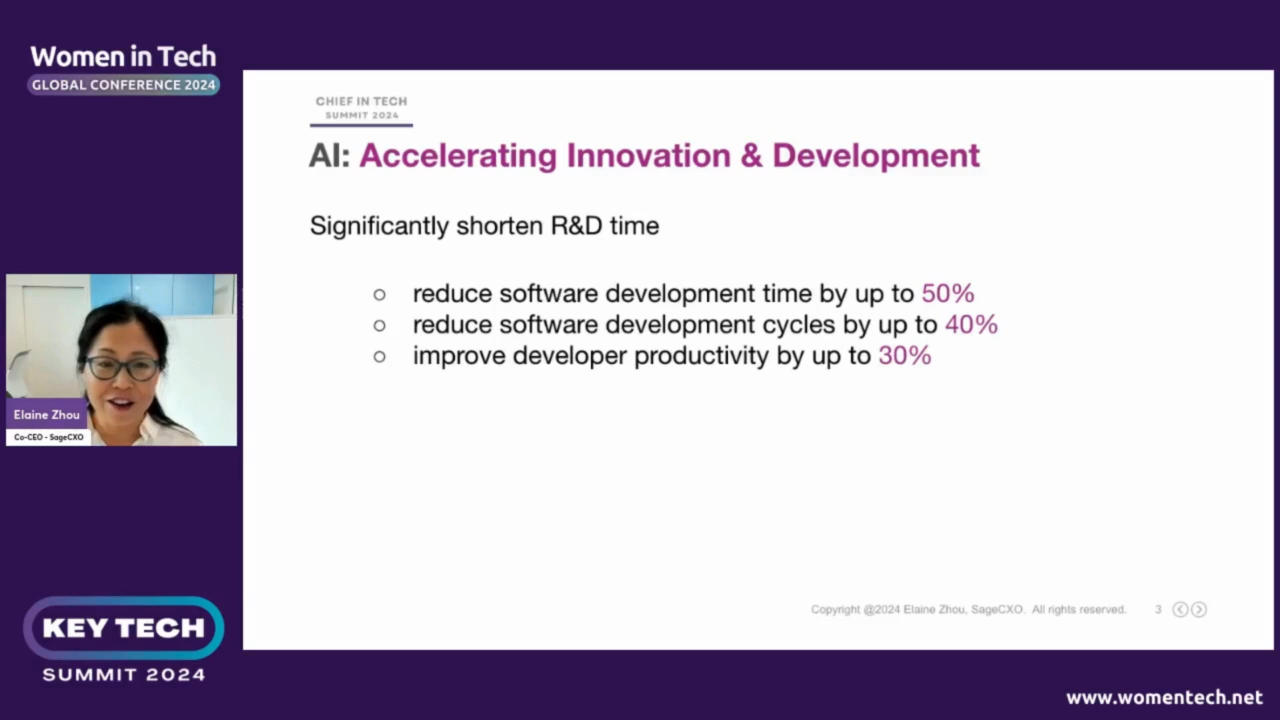 Women in Tech
GLOBAL CONFERENCE 2024
CHIEF IN TECH
SUMMIT 2024
AI: Accelerating Innovation & Development
Significantly shorten R&D time
○ reduce software development time by up to 50%
○ reduce software development cycles by up to 40%
○ improve developer productivity by up to 30%
Elaine Zhou
Co-CEO - SageCXO
Copyright @2024 Elaine Zhou, SageCXO. All rights reserved. 3
KEY TECH
SUMMIT 2024
www.womentech.net